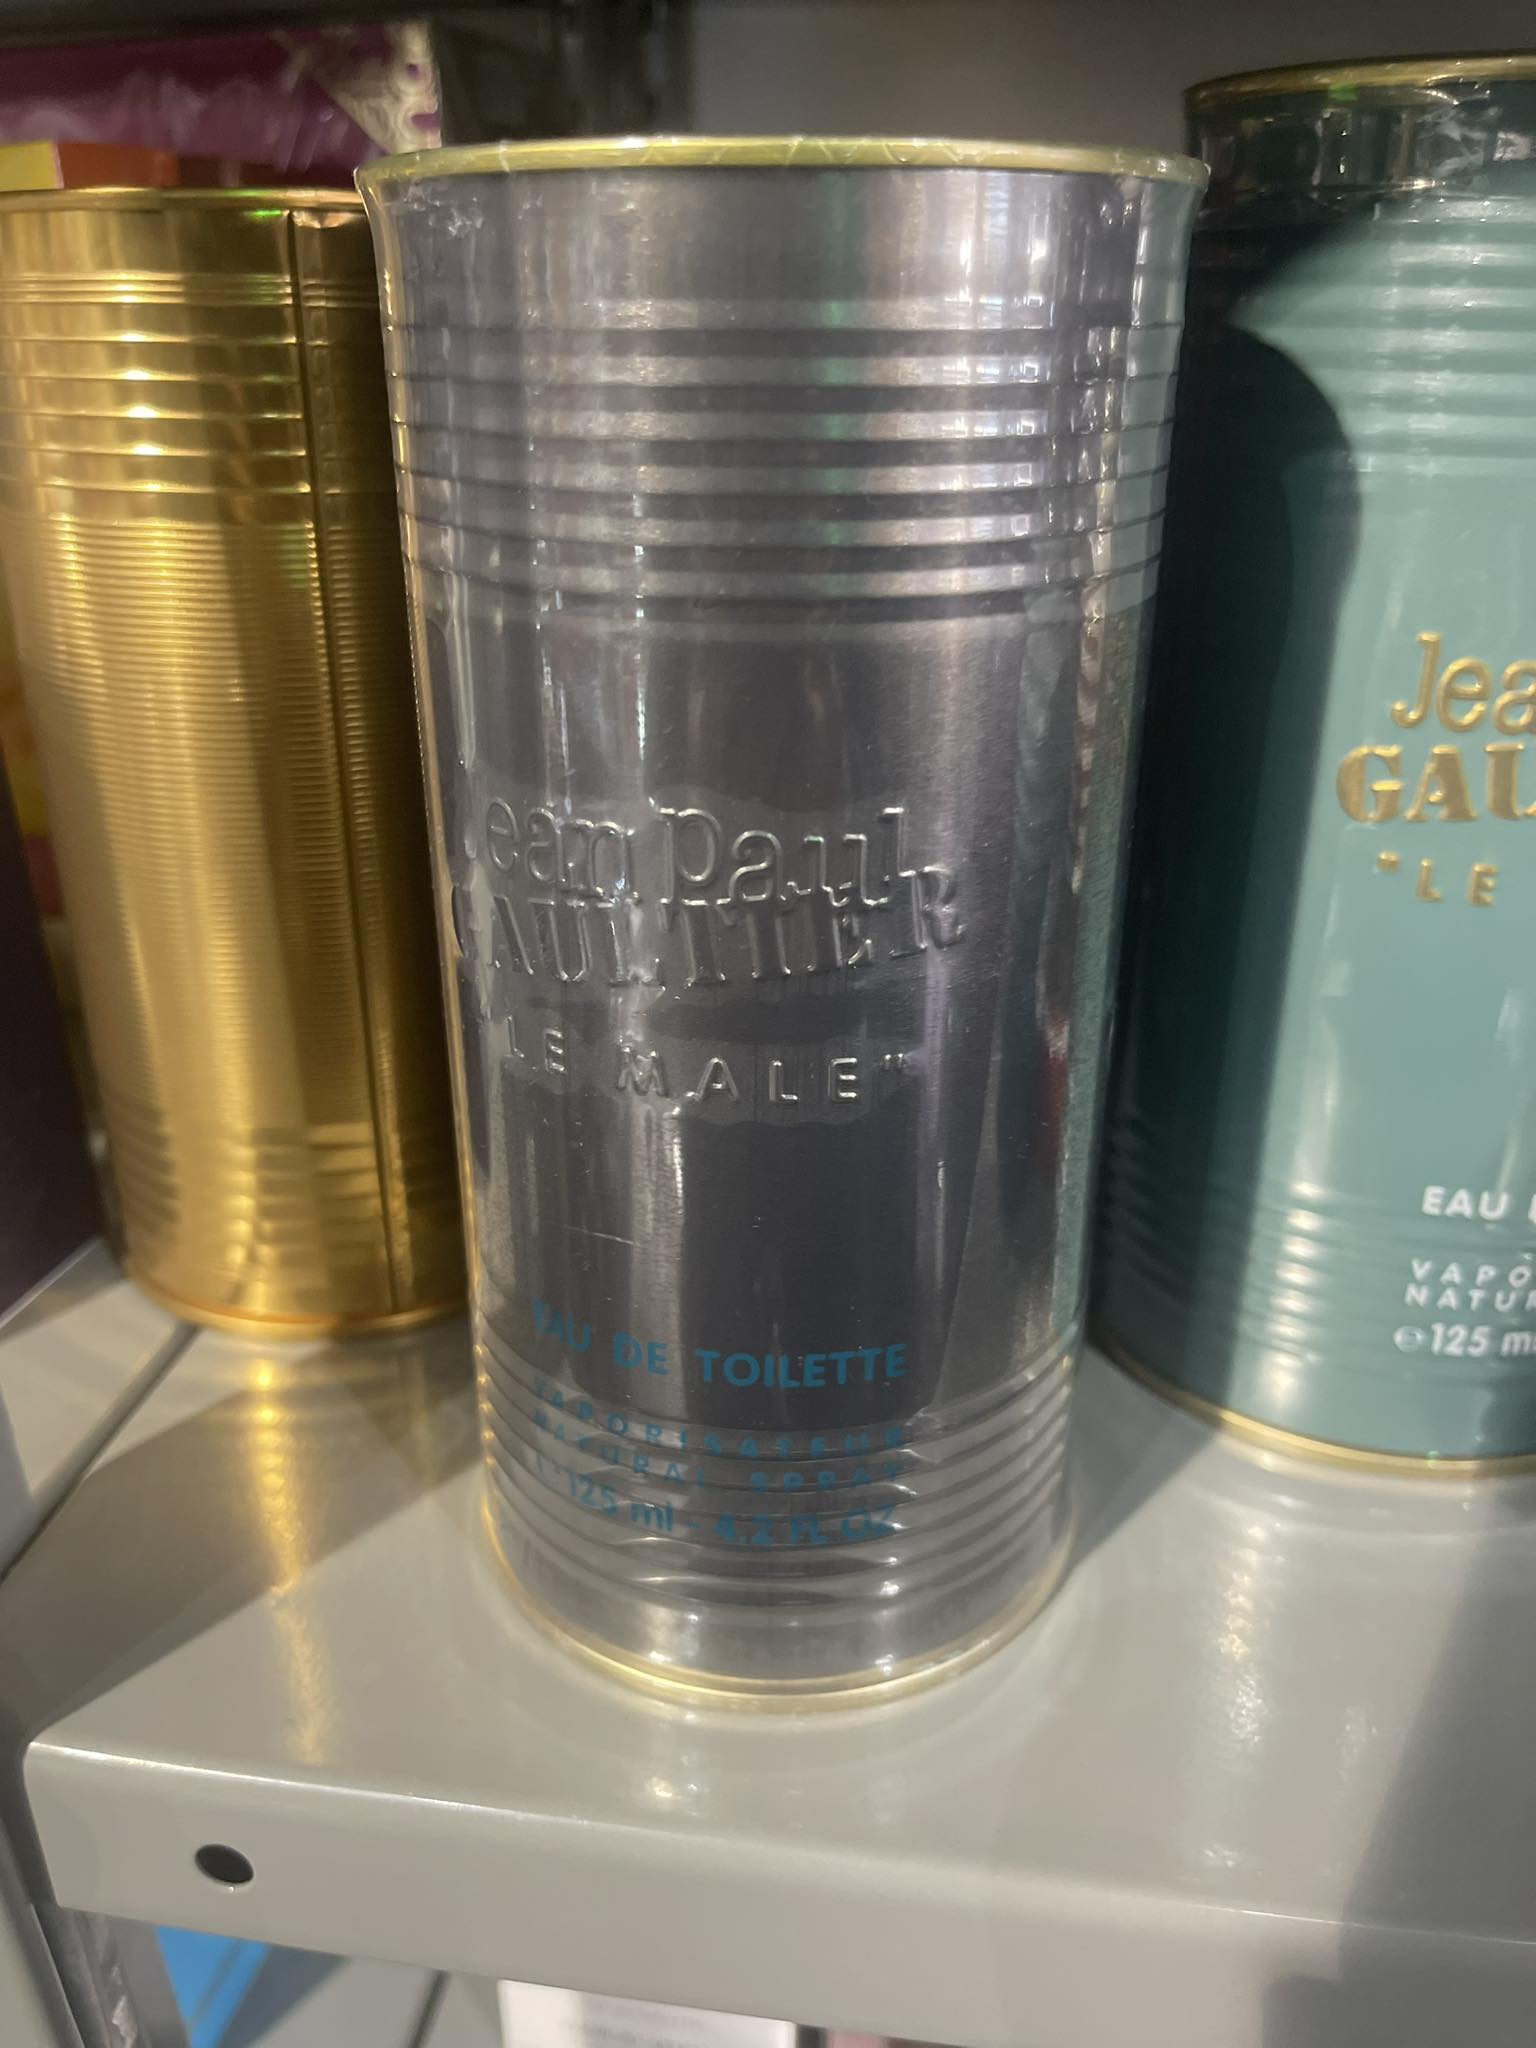 Jean Paul
GAULTIER
"LE MALE"
EAU DE TOILETTE
VAPORISATEUR
NATURAL SPRAY
℮ 125 ml - 4.2 FL OZ
Jea
GAU
"LE
EAU
VAPO
NATU
℮ 125 m